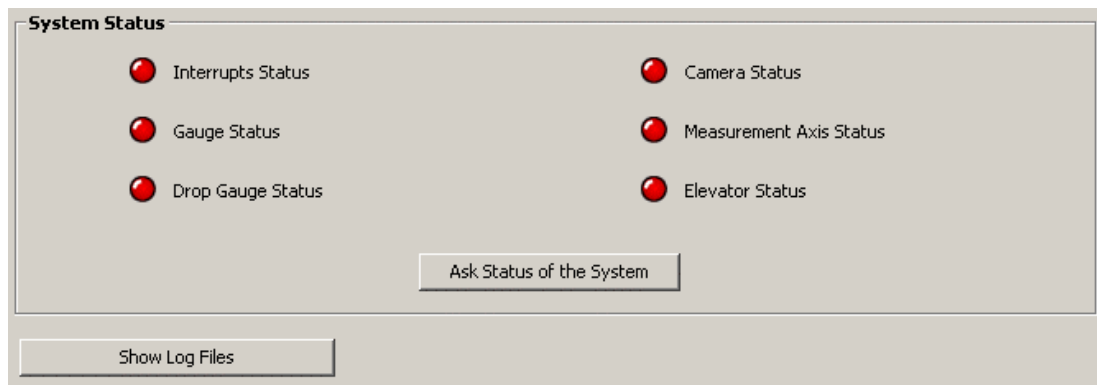 System Status
Interrupts Status
Camera Status
Gauge Status
Measurement Axis Status
Drop Gauge Status
Elevator Status
Ask Status of the System
Show Log Files